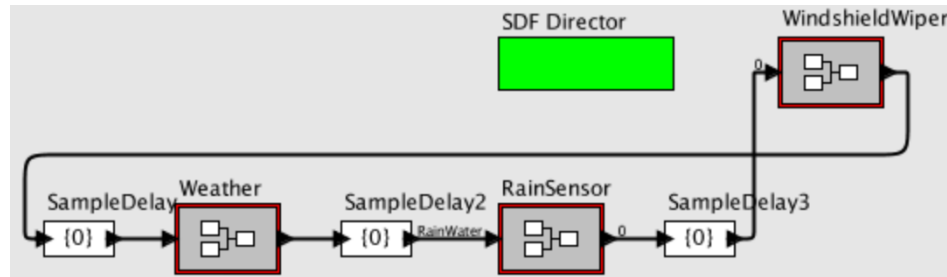 SDF Director
WindshieldWiper
0
SampleDelay
Weather
SampleDelay2
RainSensor
SampleDelay3
{0}
{0}
RainWater
0
{0}